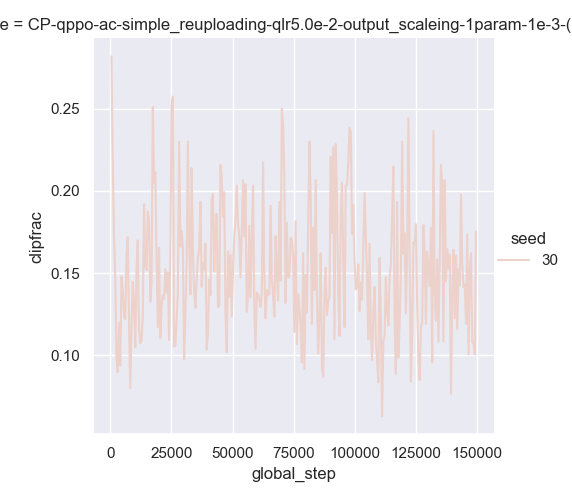 e = CP-qppo-ac-simple_reuploading-qlr5.0e-2-output_scaleing-1param-1e-3-(
0.25
0.20
0.15
0.10
dipfrac
seed
30
0 25000 50000 75000 100000 125000 150000
global_step